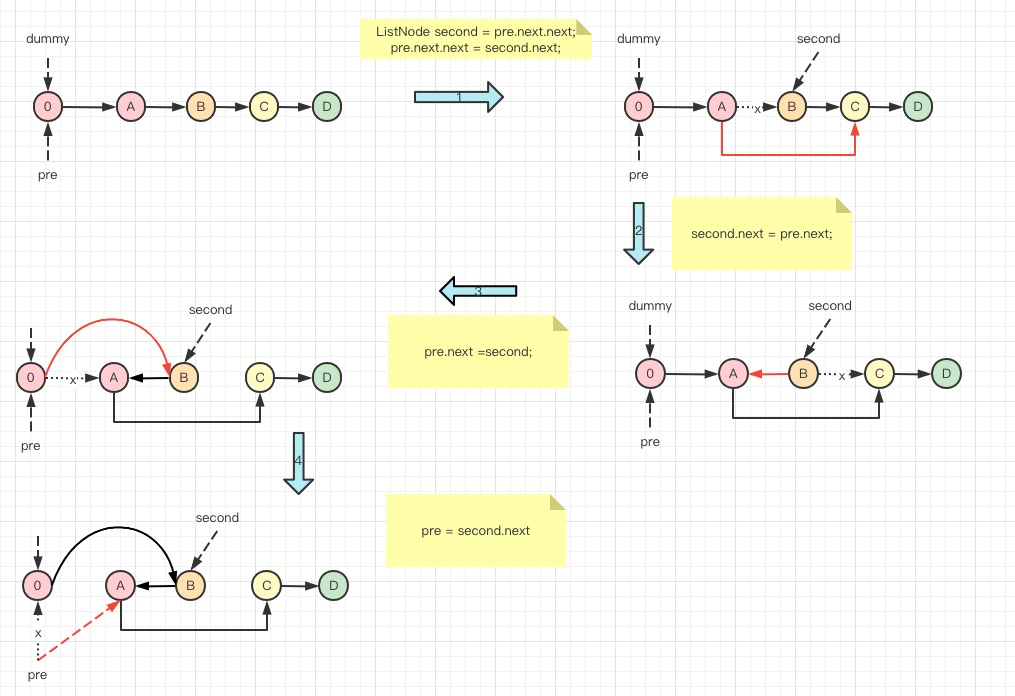 dummy
0 A B C D
pre
ListNode second = pre.next.next;
pre.next.next = second.next;
1
dummy
second
0 A x B C D
pre
2
second.next = pre.next;
dummy
second
0 A B x C D
pre
3
pre.next =second;
second
0 x A B C D
pre
4
pre = second.next
second
0 A B C D
x
pre